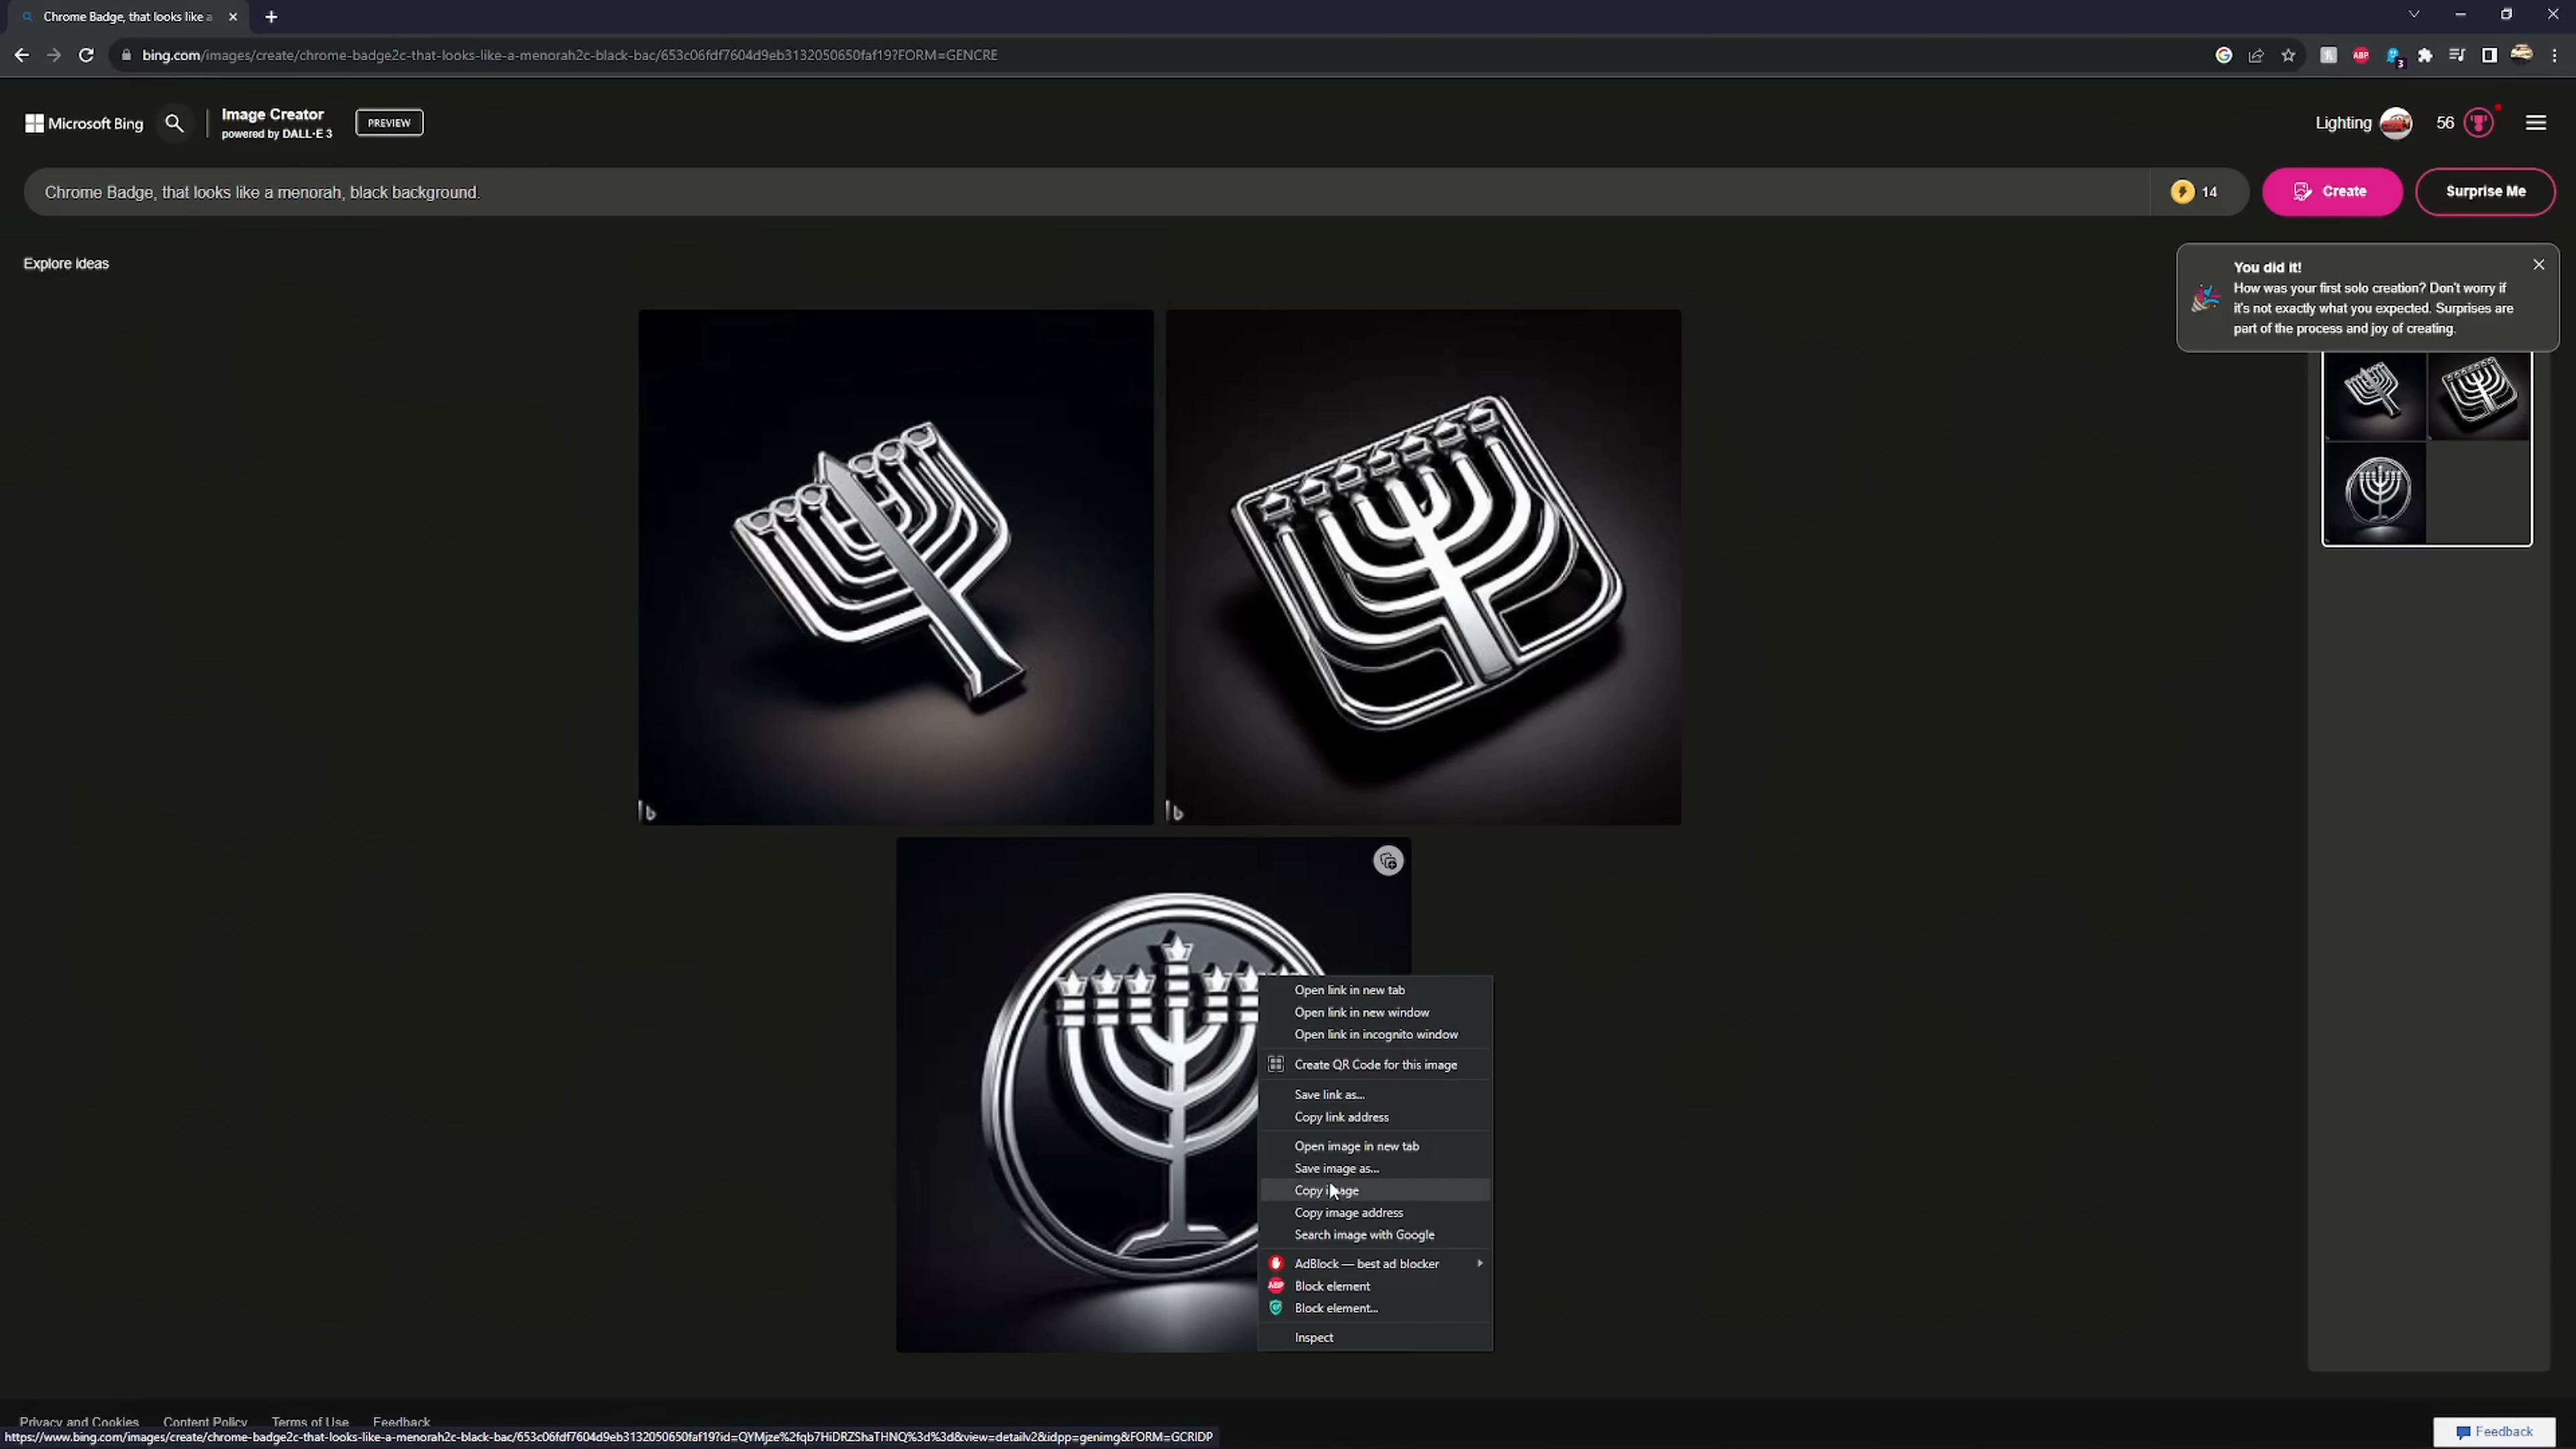 Chrome Badge, that looks like a
bing.com/images/create/chrome-badge2c-that-looks-like-a-menorah2c-black-bac/653c06fdf7604d9eb3132050650faf19?FORM=GENCRE
ABP
3
Microsoft Bing
Image Creator
powered by DALL·E 3
PREVIEW
Lighting
56
Chrome Badge, that looks like a menorah, black background.
14
Create
Surprise Me
Explore ideas
You did it!
How was your first solo creation? Don't worry if
it's not exactly what you expected. Surprises are
part of the process and joy of creating.
b
b
Open link in new tab
Open link in new window
Open link in incognito window
Create QR Code for this image
Save link as...
Copy link address
Open image in new tab
Save image as...
Copy image
Copy image address
Search image with Google
AdBlock — best ad blocker
ABP
Block element
Block element...
Inspect
Privacy and Cookies
Content Policy
Terms of Use
Feedback
https://www.bing.com/images/create/chrome-badge2c-that-looks-like-a-menorah2c-black-bac/653c06fdf7604d9eb3132050650faf19?id=QYMjze%2fqb7HiDRZShaTHNQ%3d%3d&view=detailv2&idpp=genimg&FORM=GCRIDP
Feedback